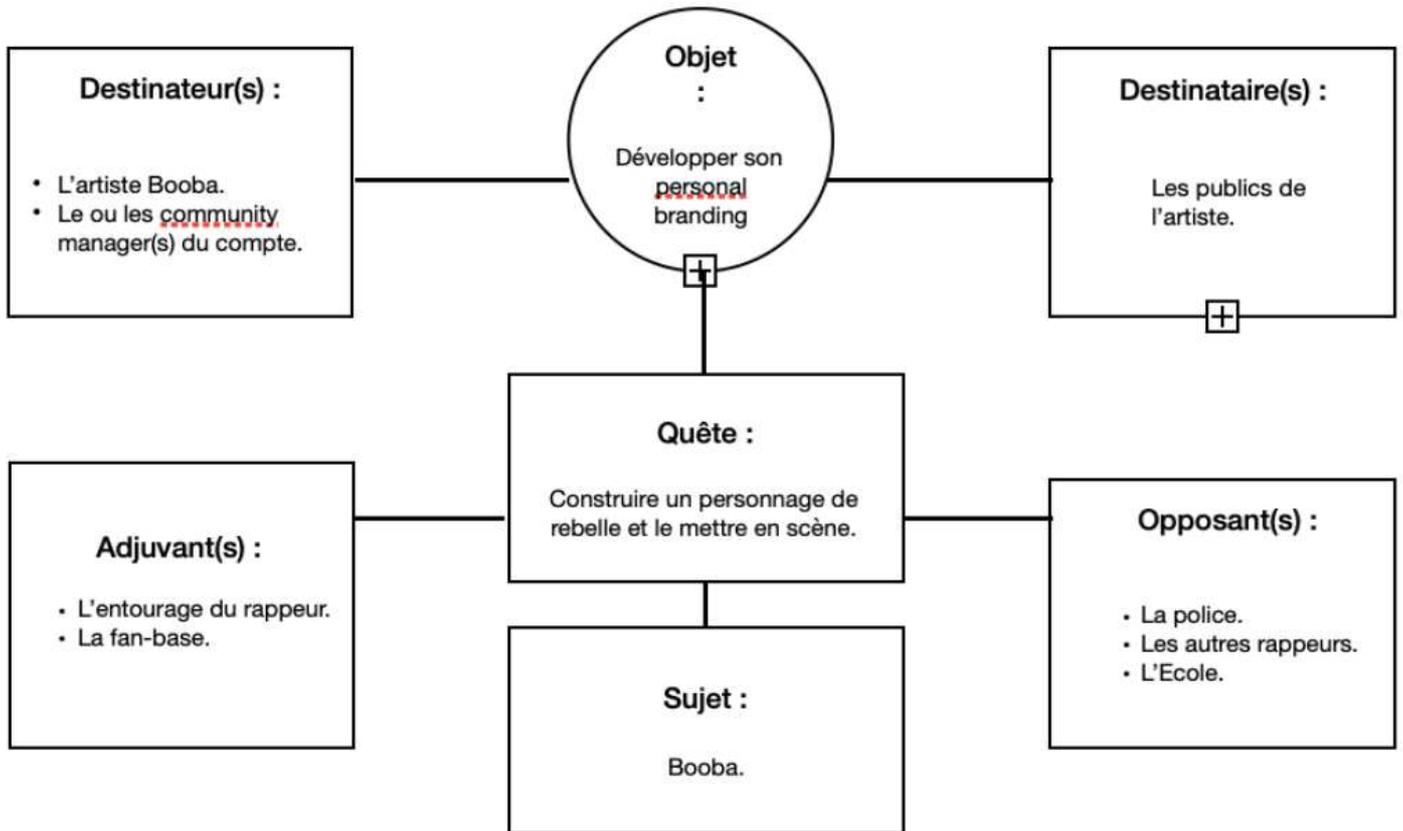 Destinateur(s) :
• L'artiste Booba.
• Le ou les community
manager(s) du compte.
Objet
:
Développer son
personal
branding
Destinataire(s) :
Les publics de
l'artiste.
Quête :
Construire un personnage de
rebelle et le mettre en scène.
Adjuvant(s) :
• L'entourage du rappeur.
• La fan-base.
Opposant(s) :
• La police.
• Les autres rappeurs.
• L'Ecole.
Sujet :
Booba.